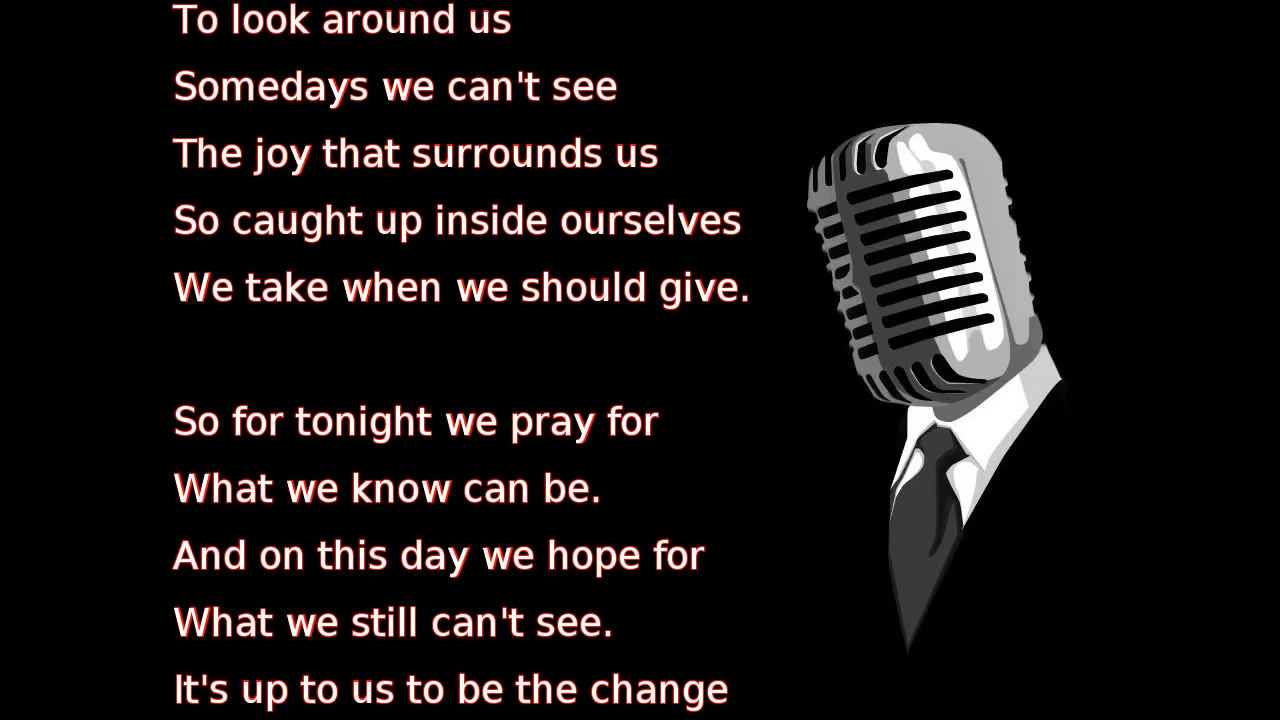 To look around us
Somedays we can't see
The joy that surrounds us
So caught up inside ourselves
We take when we should give.
So for tonight we pray for
What we know can be.
And on this day we hope for
What we still can't see.
It's up to us to be the change